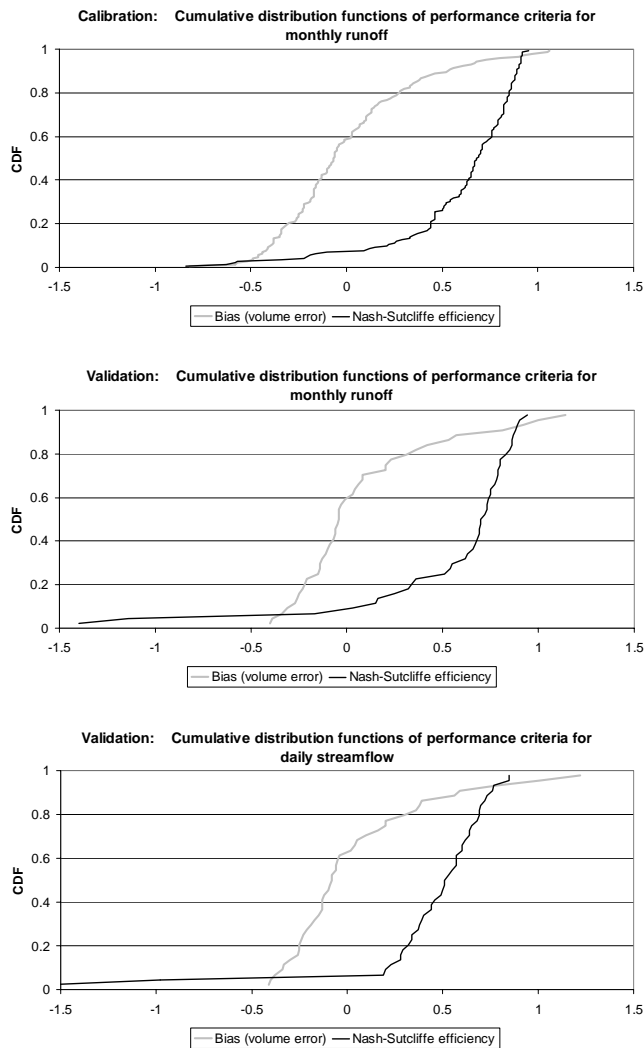 Calibration: Cumulative distribution functions of performance criteria for
monthly runoff
1
0.8
0.6
0.4
0.2
0
CDF
-1.5 -1 -0.5 0 0.5 1 1.5
Bias (volume error) Nash-Sutcliffe efficiency
Validation: Cumulative distribution functions of performance criteria for
monthly runoff
1
0.8
0.6
0.4
0.2
0
CDF
-1.5 -1 -0.5 0 0.5 1 1.5
Bias (volume error) Nash-Sutcliffe efficiency
Validation: Cumulative distribution functions of performance criteria for
daily streamflow
1
0.8
0.6
0.4
0.2
0
CDF
-1.5 -1 -0.5 0 0.5 1 1.5
Bias (volume error) Nash-Sutcliffe efficiency